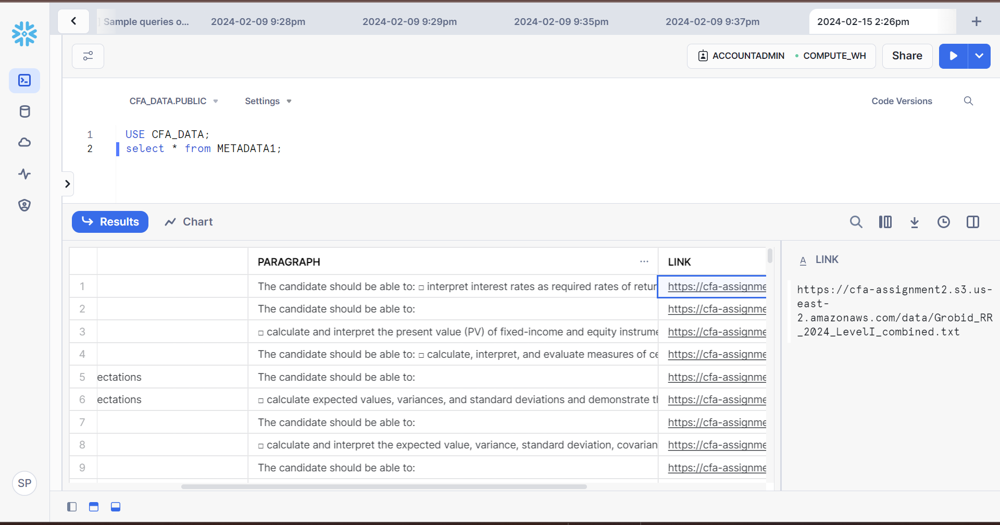 Sample queries o...
2024-02-09 9:28pm
2024-02-09 9:29pm
2024-02-09 9:35pm
2024-02-09 9:37pm
2024-02-15 2:26pm
ACCOUNTADMIN
COMPUTE_WH
Share
CFA_DATA.PUBLIC
Settings
Code Versions
1 USE CFA_DATA;
2 select * from METADATA1;
Results
Chart
PARAGRAPH ... LINK
1 The candidate should be able to: □ interpret interest rates as required rates of retur https://cfa-assignme
2 The candidate should be able to: https://cfa-assignme
3 □ calculate and interpret the present value (PV) of fixed-income and equity instrume https://cfa-assignme
4 The candidate should be able to: □ calculate, interpret, and evaluate measures of ce https://cfa-assignme
5 ectations The candidate should be able to: https://cfa-assignme
6 ectations □ calculate expected values, variances, and standard deviations and demonstrate th https://cfa-assignme
7 The candidate should be able to: https://cfa-assignme
8 □ calculate and interpret the expected value, variance, standard deviation, covarian https://cfa-assignme
9 The candidate should be able to: https://cfa-assignme
A LINK
https://cfa-assignment2.s3.us-
east-
2.amazonaws.com/data/Grobid_RR
_2024_LevelI_combined.txt
SP